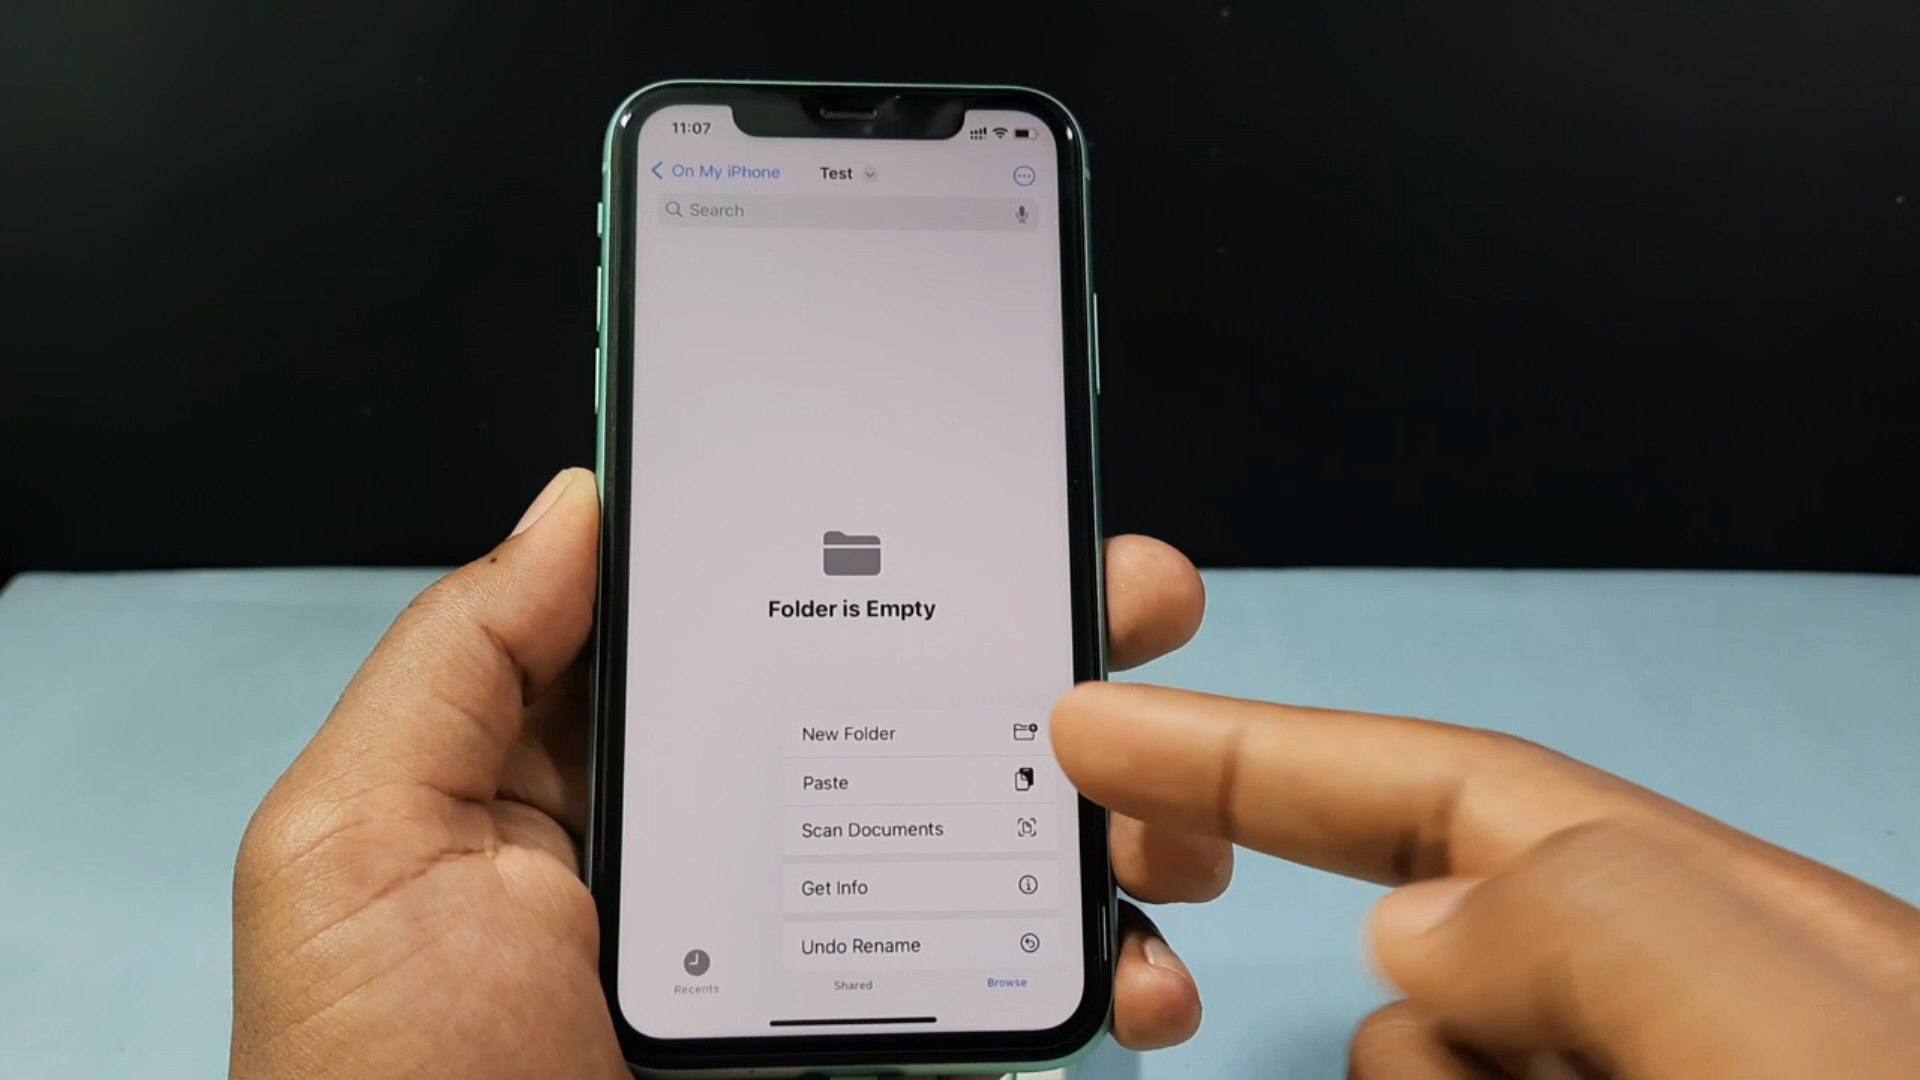 11:07
On My iPhone
Test
Search
Folder is Empty
New Folder
Paste
Scan Documents
Get Info
Undo Rename
Recents
Shared
Browse